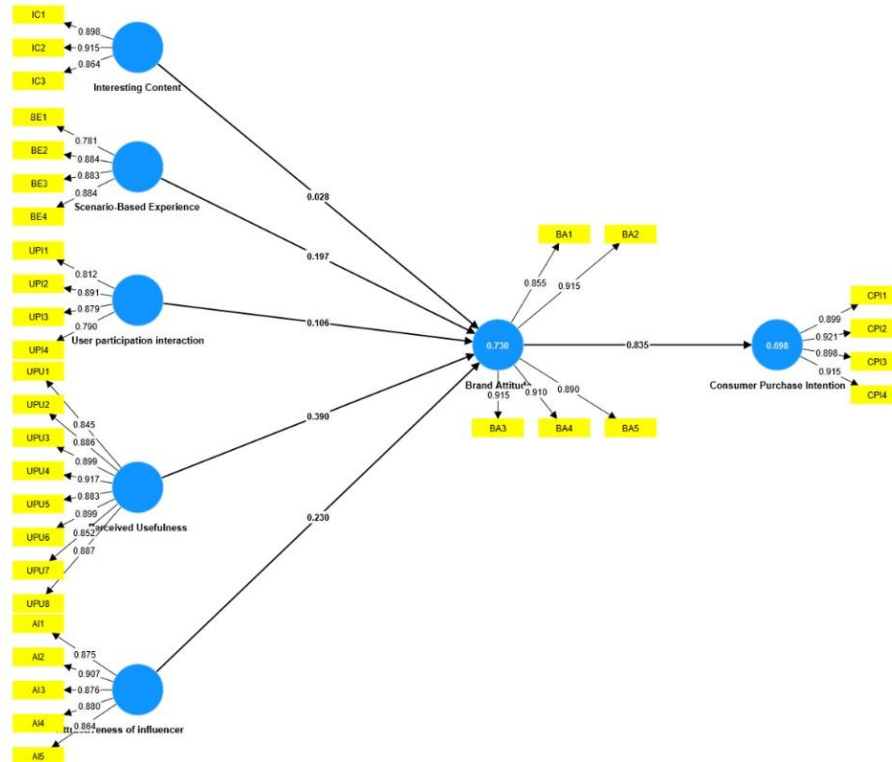 IC1
0.898
IC2
0.915
IC3
0.864
Interesting Content
BE1
0.781
BE2
0.884
BE3
0.883
BE4
0.884
Scenario-Based Experience
UPI1
0.812
UPI2
0.891
UPI3
0.879
UPI4
0.790
User participation interaction
UPU1
0.845
UPU2
0.886
UPU3
0.899
UPU4
0.917
UPU5
0.883
UPU6
0.899
UPU7
0.852
UPU8
0.887
Perceived Usefulness
AI1
0.875
AI2
0.907
AI3
0.876
AI4
0.880
AI5
0.864
Attractiveness of influencer
0.028
0.197
0.106
0.390
0.230
BA1
BA2
0.855
0.915
0.730
Brand Attitude
0.915
0.910
0.890
BA3
BA4
BA5
0.835
0.698
Consumer Purchase Intention
CPI1
0.899
CPI2
0.921
CPI3
0.898
CPI4
0.915